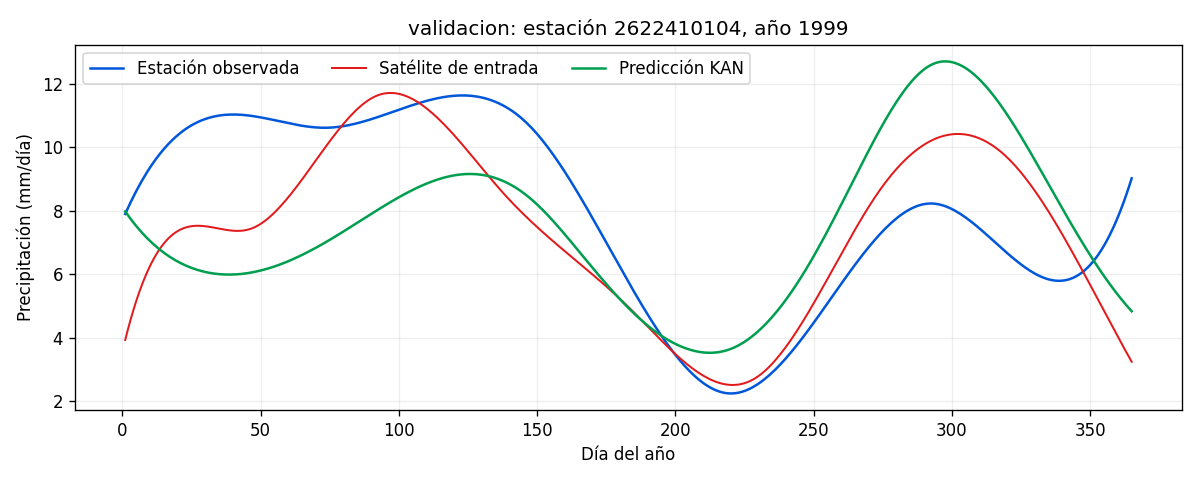 validacion: estación 2622410104, año 1999
Estación observada
Satélite de entrada
Predicción KAN
Precipitación (mm/día)
12
10
8
6
4
2
0 50 100 150 200 250 300 350
Día del año